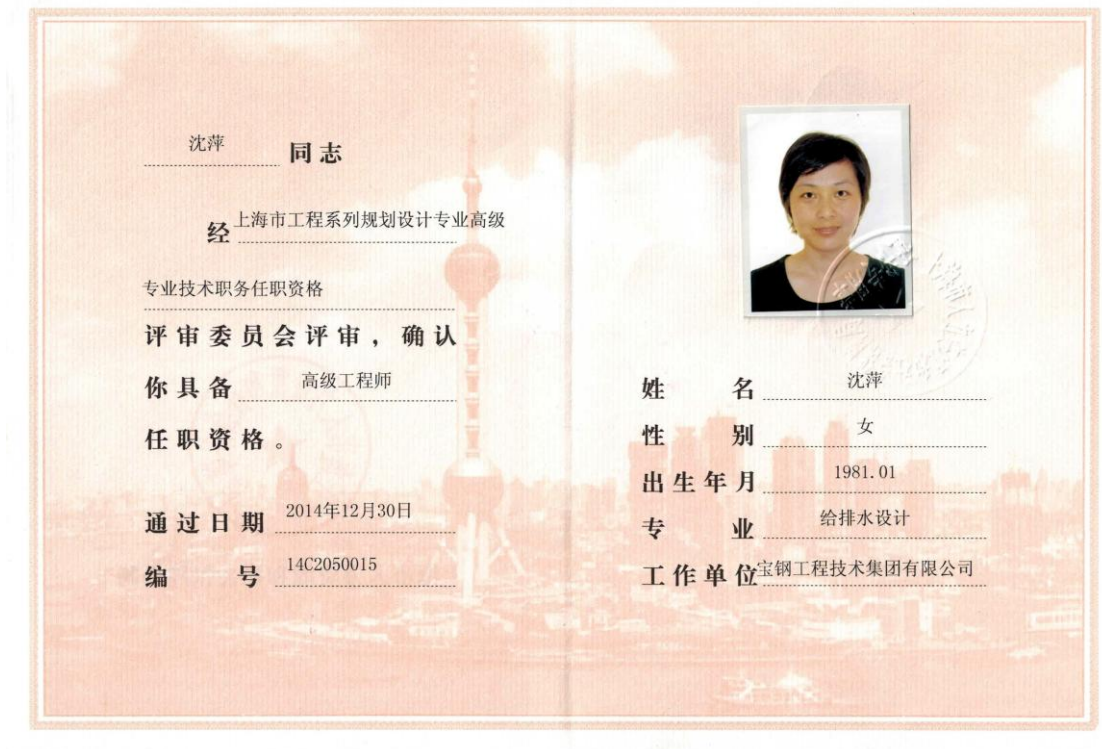 沈萍 同志
经 上海市工程系列规划设计专业高级
专业技术职务任职资格
评审委员会评审，确认
你具备 高级工程师
任职资格。
通过日期 2014年12月30日
编号 14C2050015
姓名 沈萍
性别 女
出生年月 1981.01
专业 给排水设计
工作单位 宝钢工程技术集团有限公司